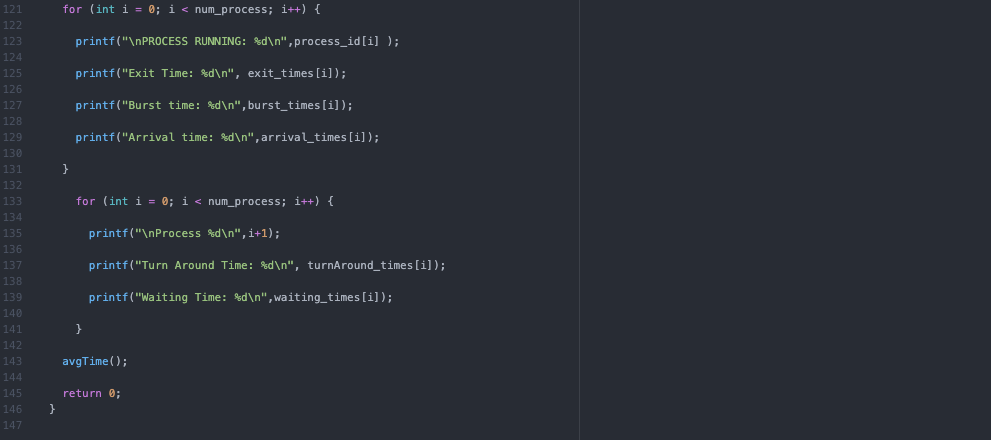 121 for (int i = 0; i < num_process; i++) {
122
123 printf("\nPROCESS RUNNING: %d\n",process_id[i] );
124
125 printf("Exit Time: %d\n", exit_times[i]);
126
127 printf("Burst time: %d\n",burst_times[i]);
128
129 printf("Arrival time: %d\n",arrival_times[i]);
130
131 }
132
133 for (int i = 0; i < num_process; i++) {
134
135 printf("\nProcess %d\n",i+1);
136
137 printf("Turn Around Time: %d\n", turnAround_times[i]);
138
139 printf("Waiting Time: %d\n",waiting_times[i]);
140
141 }
142
143 avgTime();
144
145 return 0;
146 }
147